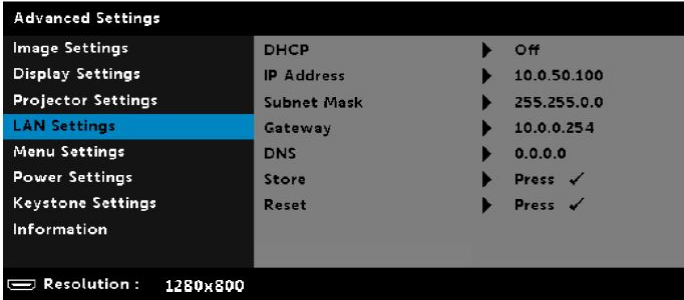 Advanced Settings
Image Settings
Display Settings
Projector Settings
LAN Settings
Menu Settings
Power Settings
Keystone Settings
Information
DHCP Off
IP Address 10.0.50.100
Subnet Mask 255.255.0.0
Gateway 10.0.0.254
DNS 0.0.0.0
Store Press ✓
Reset Press ✓
Resolution : 1280x800